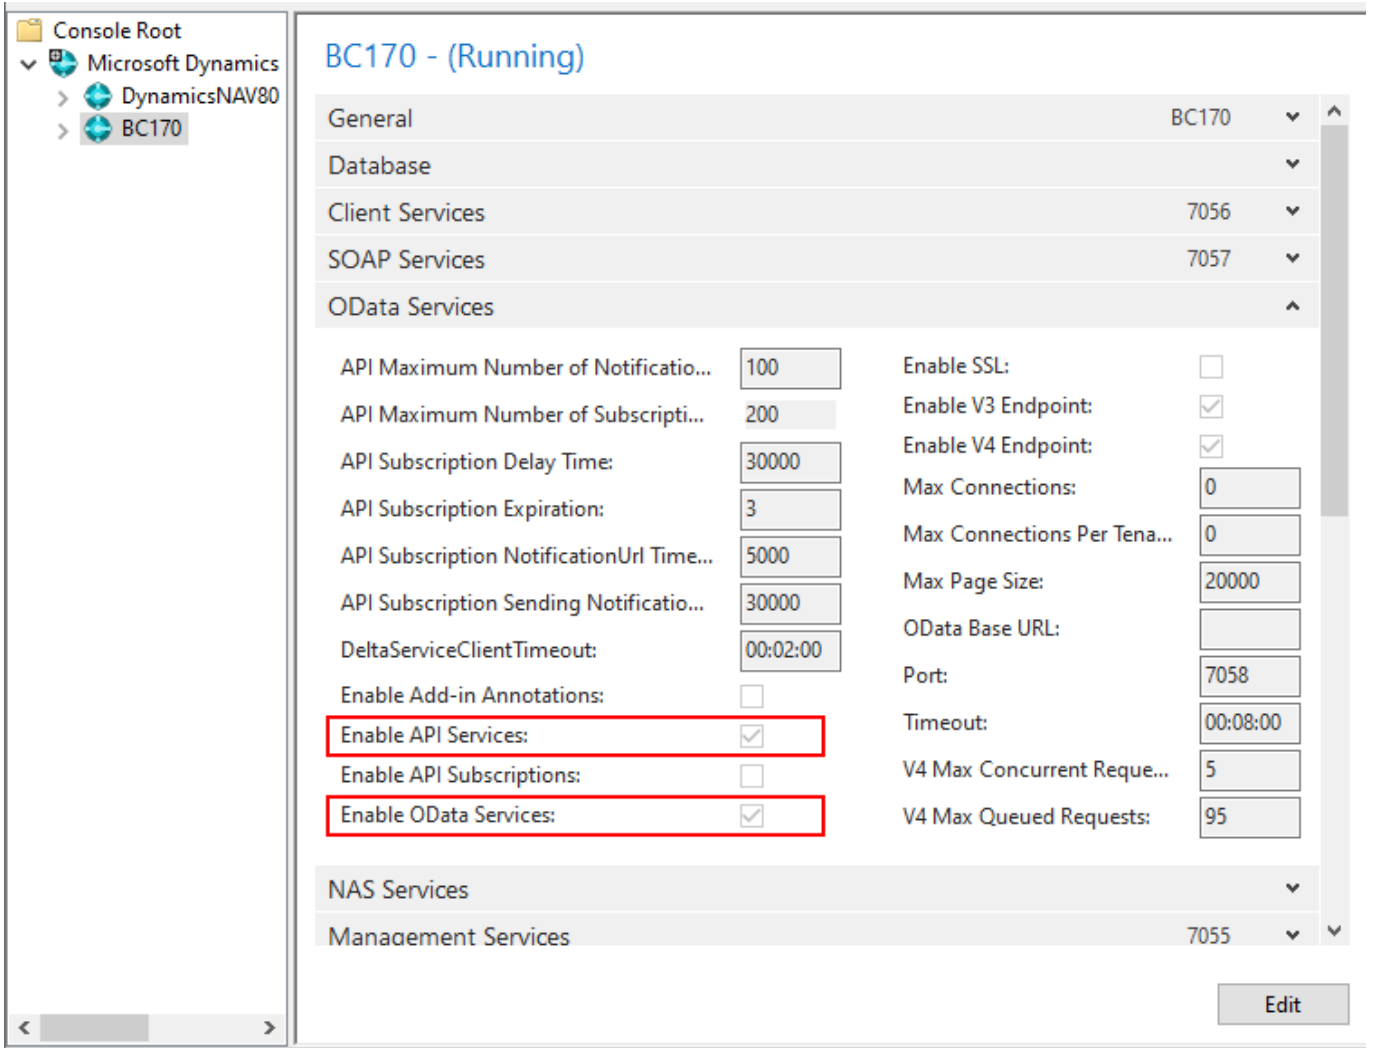 Console Root
Microsoft Dynamics
DynamicsNAV80
BC170
BC170 - (Running)
General BC170
Database
Client Services 7056
SOAP Services 7057
OData Services
API Maximum Number of Notificatio... 100
API Maximum Number of Subscripti... 200
API Subscription Delay Time: 30000
API Subscription Expiration: 3
API Subscription NotificationUrl Time... 5000
API Subscription Sending Notificatio... 30000
DeltaServiceClientTimeout: 00:02:00
Enable Add-in Annotations:
Enable API Services:
Enable API Subscriptions:
Enable OData Services:
Enable SSL:
Enable V3 Endpoint:
Enable V4 Endpoint:
Max Connections: 0
Max Connections Per Tena... 0
Max Page Size: 20000
OData Base URL:
Port: 7058
Timeout: 00:08:00
V4 Max Concurrent Reque... 5
V4 Max Queued Requests: 95
NAS Services
Management Services 7055
Edit